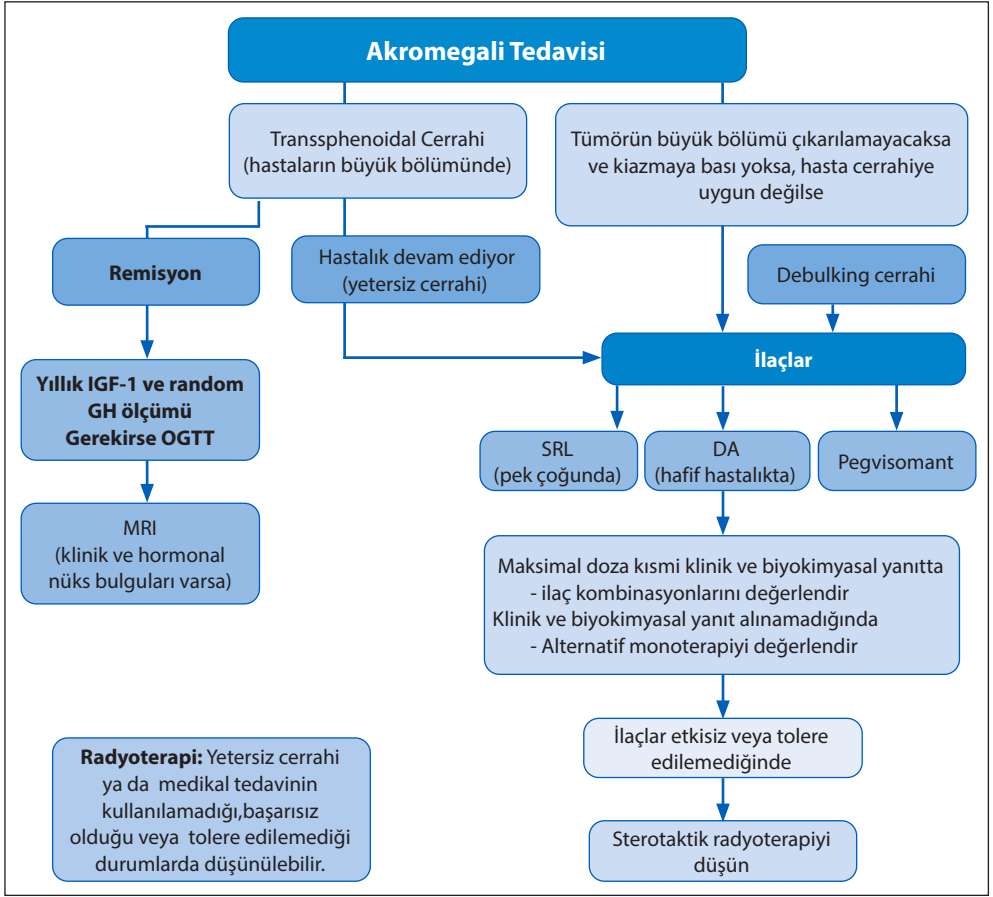 Akromegali Tedavisi
Transsphenoidal Cerrahi
(hastaların büyük bölümünde)
Tümörün büyük bölümü çıkarılamayacaksa
ve kiazmaya bası yoksa, hasta cerrahiye
uygun değilse
Remisyon
Hastalık devam ediyor
(yetersiz cerrahi)
Debulking cerrahi
İlaçlar
Yıllık IGF-1 ve random
GH ölçümü
Gerekirse OGTT
SRL
(pek çoğunda)
DA
(hafif hastalıkta)
Pegvisomant
MRI
(klinik ve hormonal
nüks bulguları varsa)
Maksimal doza kısmi klinik ve biyokimyasal yanıtta
- ilaç kombinasyonlarını değerlendir
Klinik ve biyokimyasal yanıt alınamadığında
- Alternatif monoterapiyi değerlendir
İlaçlar etkisiz veya tolere
edilemediğinde
Sterotaktik radyoterapiyi
düşün
Radyoterapi: Yetersiz cerrahi
ya da medikal tedavinin
kullanılamadığı,başarısız
olduğu veya tolere edilemediği
durumlarda düşünülebilir.